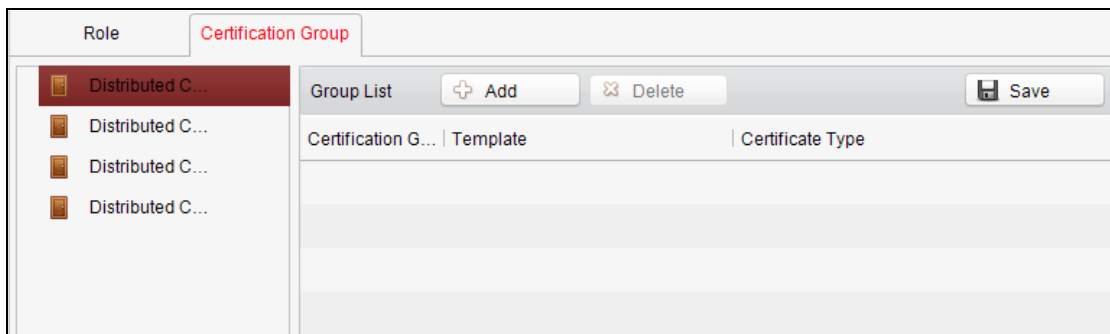 Role Certification Group
Distributed C...
Distributed C...
Distributed C...
Distributed C...
Group List Add Delete Save
Certification G... Template Certificate Type